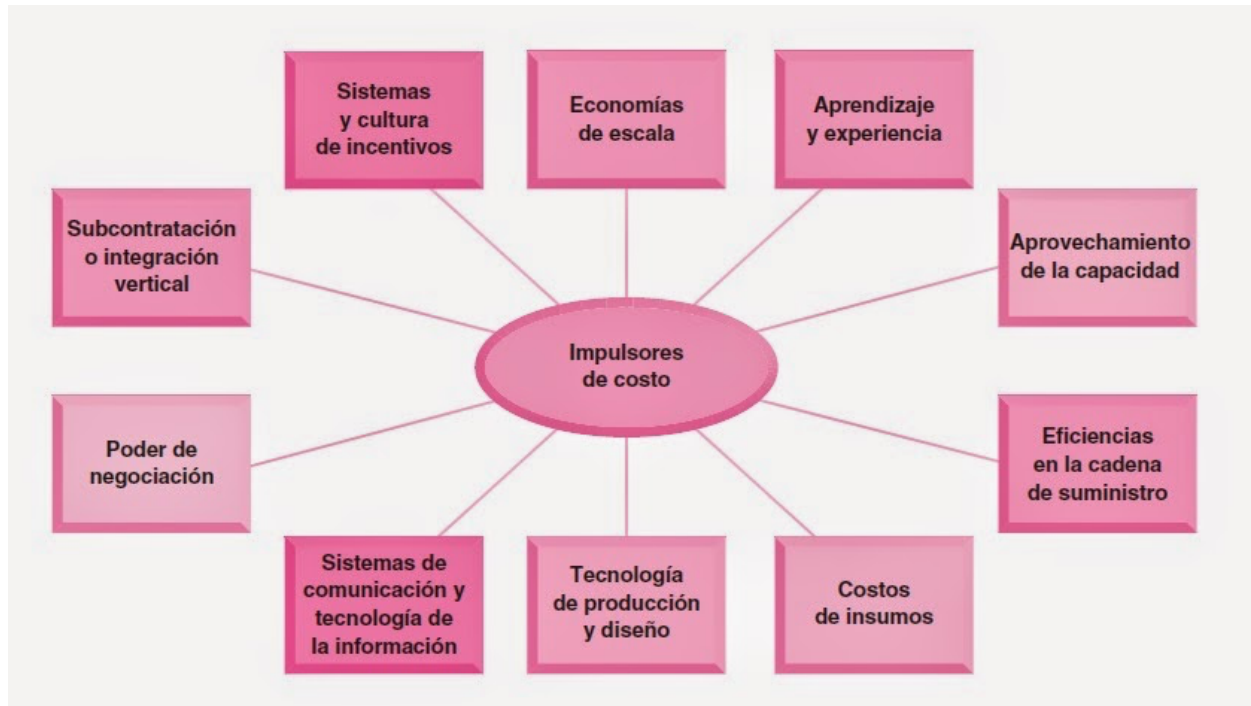 Sistemas
y cultura
de incentivos
Economías
de escala
Aprendizaje
y experiencia
Subcontratación
o integración
vertical
Aprovechamiento
de la capacidad
Impulsores
de costo
Poder de
negociación
Eficiencias
en la cadena
de suministro
Sistemas de
comunicación y
tecnología de
la información
Tecnología
de producción
y diseño
Costos
de insumos